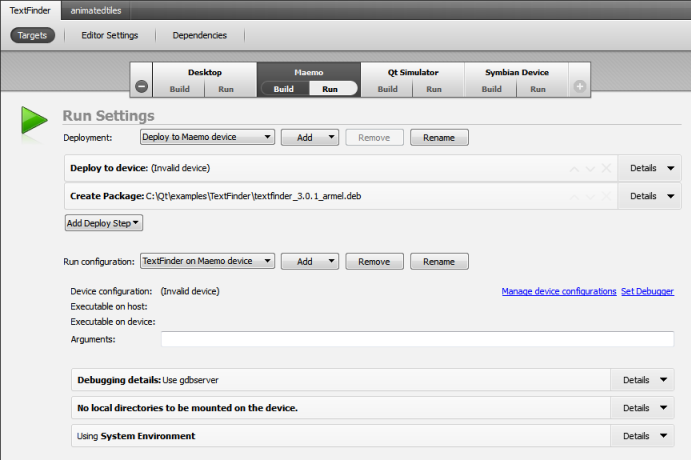 TextFinder animatedtiles
Targets Editor Settings Dependencies
Desktop Maemo Qt Simulator Symbian Device
Build Run Build Run Build Run Build Run
Run Settings
Deployment: Deploy to Maemo device Add Remove Rename
Deploy to device: (Invalid device) Details
Create Package: C:\Qt\examples\TextFinder\textfinder_3.0.1_armel.deb Details
Add Deploy Step
Run configuration: TextFinder on Maemo device Add Remove Rename
Device configuration: (Invalid device) Manage device configurations Set Debugger
Executable on host:
Executable on device:
Arguments:
Debugging details: Use gdbserver Details
No local directories to be mounted on the device. Details
Using System Environment Details